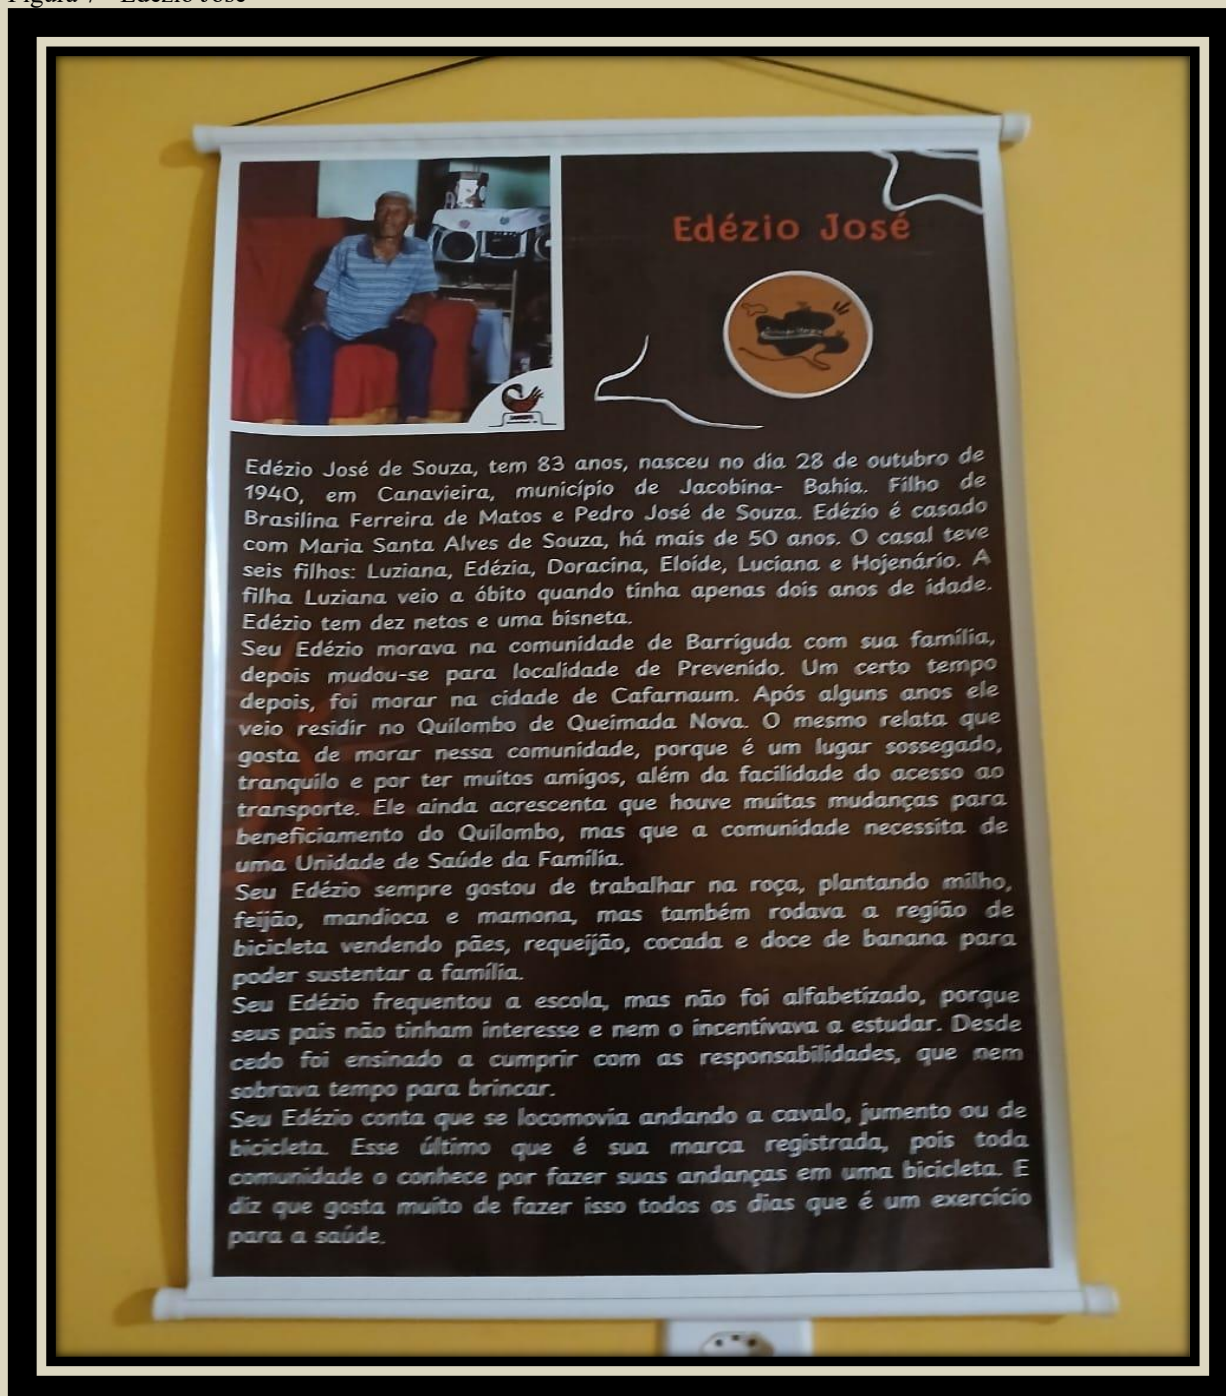 Figura 7 - Edézio José
Edézio José
Edézio José de Souza, tem 83 anos, nasceu no dia 28 de outubro de
1940, em Canavieira, município de Jacobina- Bahia. Filho de
Brasilina Ferreira de Matos e Pedro José de Souza. Edézio é casado
com Maria Santa Alves de Souza, há mais de 50 anos. O casal teve
seis filhos: Luziana, Edézia, Doracina, Eloíde, Luciana e Hojenário. A
filha Luziana veio a óbito quando tinha apenas dois anos de idade.
Edézio tem dez netos e uma bisneta.
Seu Edézio morava na comunidade de Barriguda com sua família,
depois mudou-se para localidade de Prevenido. Um certo tempo
depois, foi morar na cidade de Cafarnaum. Após alguns anos ele
veio residir no Quilombo de Queimada Nova. O mesmo relata que
gosta de morar nessa comunidade, porque é um lugar sossegado,
tranquilo e por ter muitos amigos, além da facilidade do acesso ao
transporte. Ele ainda acrescenta que houve muitas mudanças para
beneficiamento do Quilombo, mas que a comunidade necessita de
uma Unidade de Saúde da Família.
Seu Edézio sempre gostou de trabalhar na roça, plantando milho,
feijão, mandioca e mamona, mas também rodava a região de
bicicleta vendendo pães, requeijão, cocada e doce de banana para
poder sustentar a família.
Seu Edézio frequentou a escola, mas não foi alfabetizado, porque
seus pais não tinham interesse e nem o incentivava a estudar. Desde
cedo foi ensinado a cumprir com as responsabilidades, que nem
sobrava tempo para brincar.
Seu Edézio conta que se locomovia andando a cavalo, jumento ou de
bicicleta. Esse último que é sua marca registrada, pois toda
comunidade o conhece por fazer suas andanças em uma bicicleta. E
diz que gosta muito de fazer isso todos os dias que é um exercício
para a saúde.